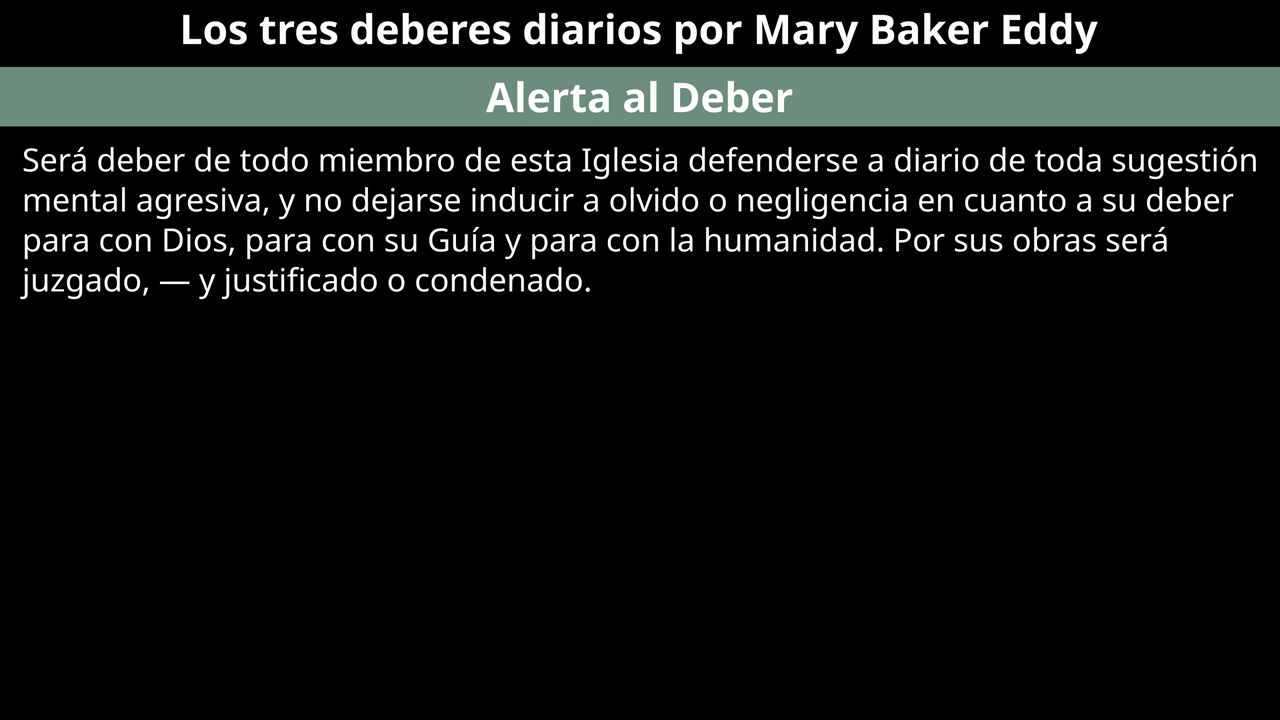 Los tres deberes diarios por Mary Baker Eddy
Alerta al Deber
Será deber de todo miembro de esta Iglesia defenderse a diario de toda sugestión
mental agresiva, y no dejarse inducir a olvido o negligencia en cuanto a su deber
para con Dios, para con su Guía y para con la humanidad. Por sus obras será
juzgado, — y justificado o condenado.